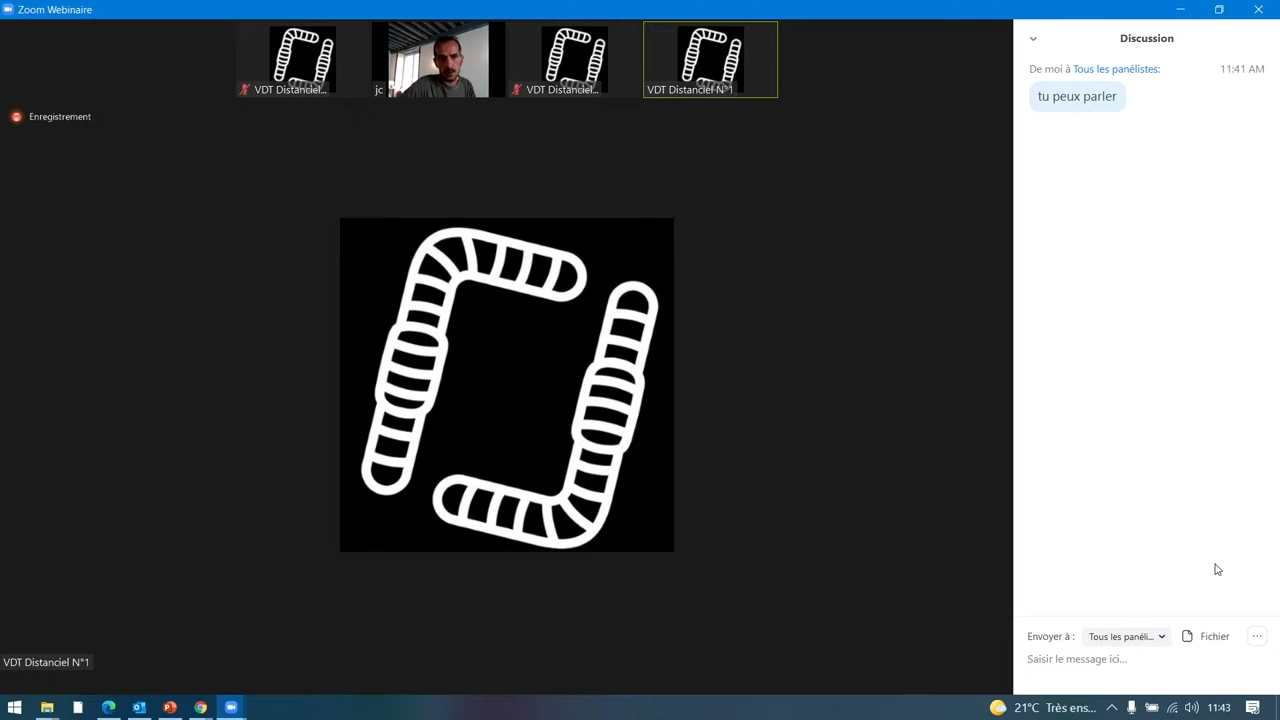 Zoom Webinaire
VDT Distanciel...
jc
VDT Distanciel...
VDT Distanciel N°1
Enregistrement
VDT Distanciel N°1
Discussion
De moi à Tous les panélistes:
11:41 AM
tu peux parler
Envoyer à :
Tous les panéli...
Fichier
Saisir le message ici...
21°C Très ens...
11:43